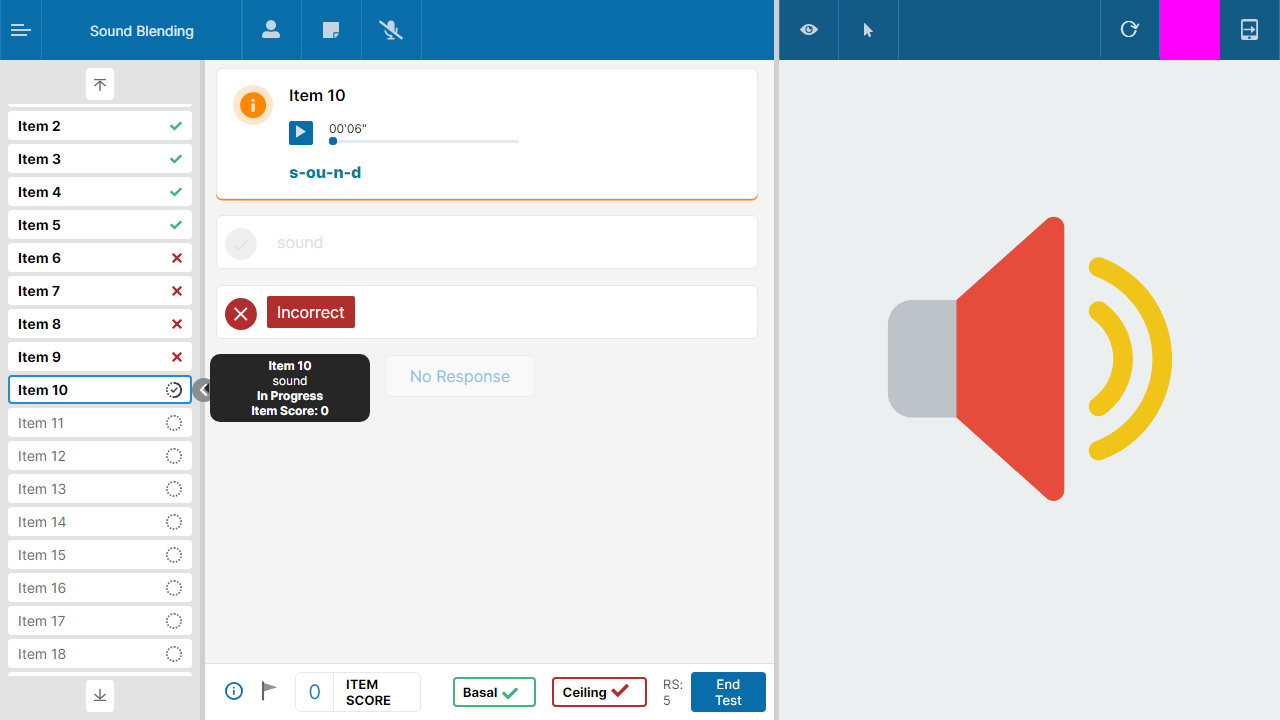 Sound Blending
Item 2
Item 3
Item 4
Item 5
Item 6
Item 7
Item 8
Item 9
Item 10
Item 11
Item 12
Item 13
Item 14
Item 15
Item 16
Item 17
Item 18
Item 10
00'06"
s-ou-n-d
sound
Incorrect
Item 10
sound
In Progress
Item Score: 0
No Response
0
ITEM
SCORE
Basal
Ceiling
RS:
5
End
Test